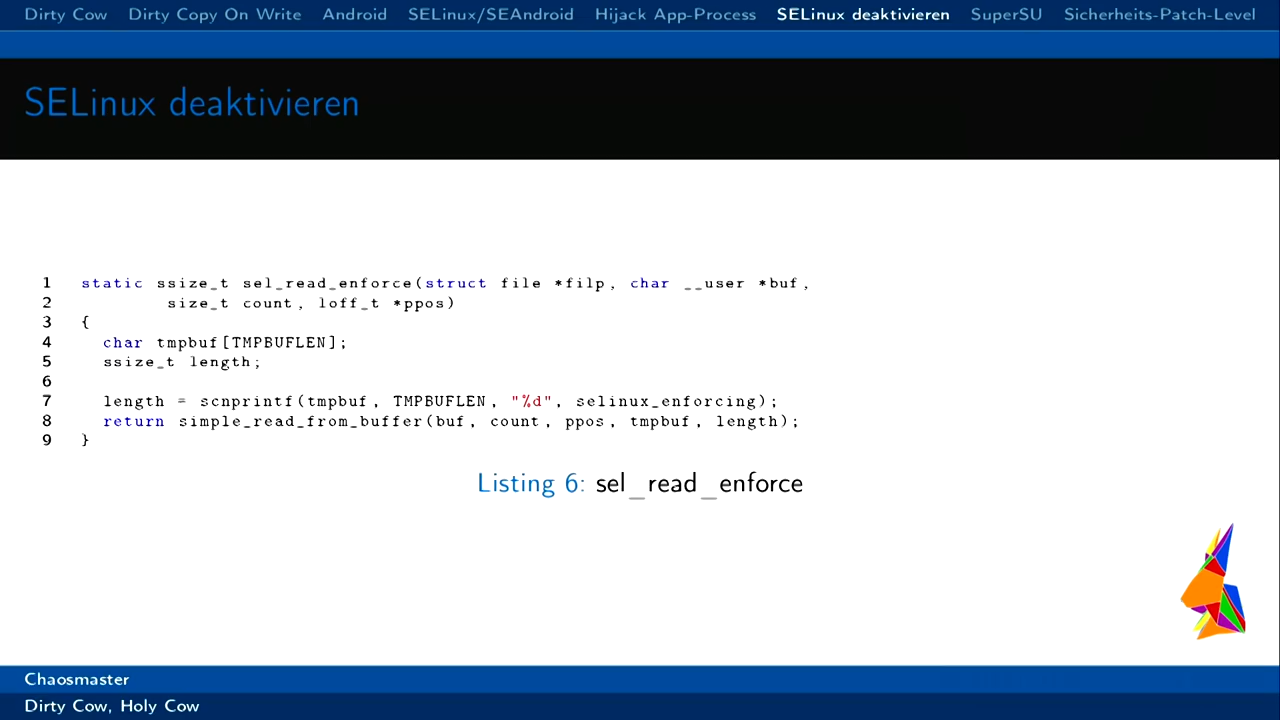 Dirty Cow Dirty Copy On Write Android SELinux/SEAndroid Hijack App-Process SELinux deaktivieren SuperSU Sicherheits-Patch-Level
SELinux deaktivieren
1 static ssize_t sel_read_enforce(struct file *filp, char __user *buf,
2 size_t count, loff_t *ppos)
3 {
4 char tmpbuf[TMPBUFLEN];
5 ssize_t length;
6
7 length = scnprintf(tmpbuf, TMPBUFLEN, "%d", selinux_enforcing);
8 return simple_read_from_buffer(buf, count, ppos, tmpbuf, length);
9 }
Listing 6: sel_read_enforce
Chaosmaster
Dirty Cow, Holy Cow